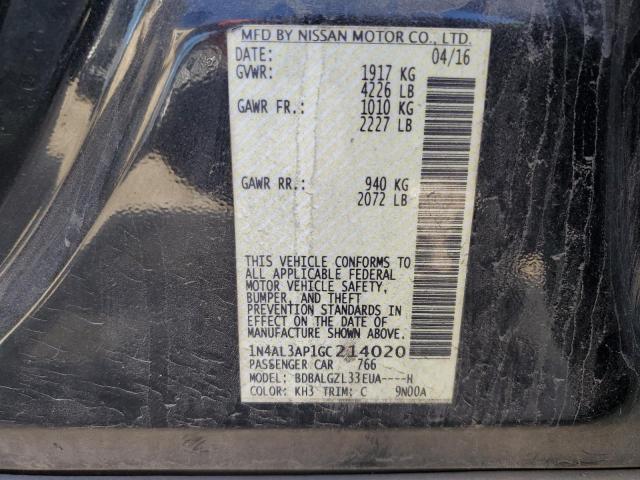 MFD BY NISSAN MOTOR CO., LTD.
DATE: 04/16
GVWR: 1917 KG
4226 LB
GAWR FR.: 1010 KG
2227 LB
GAWR RR.: 940 KG
2072 LB
THIS VEHICLE CONFORMS TO
ALL APPLICABLE FEDERAL
MOTOR VEHICLE SAFETY,
BUMPER, AND THEFT
PREVENTION STANDARDS IN
EFFECT ON THE DATE OF
MANUFACTURE SHOWN ABOVE.
1N4AL3AP1GC214020
PASSENGER CAR 766
MODEL: BDBALGZL33EUA----H
COLOR: KH3 TRIM: C 9N00A